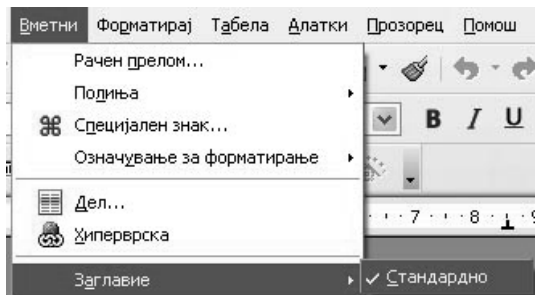 Вметни Форматирај Табела Алатки Прозорец Помош
Рачен прелом...
Полиња
Специјален знак...
B I U
Означување за форматирање
Дел...
7 8 9
Хиперврска
Заглавие
✓ Стандардно